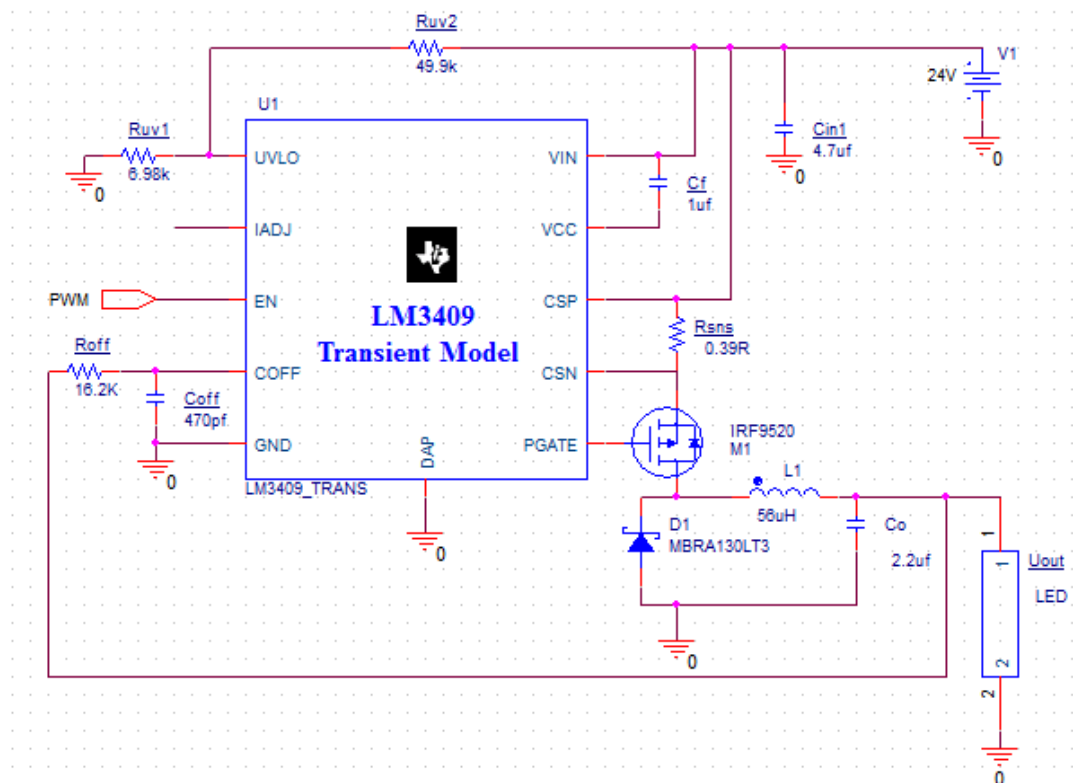 Ruv2
49.9k
V1
24V
0
U1
Ruv1
6.98k
0
Cin1
4.7uf
0
UVLO
VIN
Cf
1uf
IADJ
VCC
PWM
EN
CSP
LM3409
Transient Model
Rsns
0.39R
Roff
16.2K
COFF
CSN
Coff
470pf
0
GND
DAP
PGATE
IRF9520
M1
LM3409_TRANS
0
L1
56uH
D1
MBRA130LT3
Co
2.2uf
0
1
1
Uout
LED
2
2
0